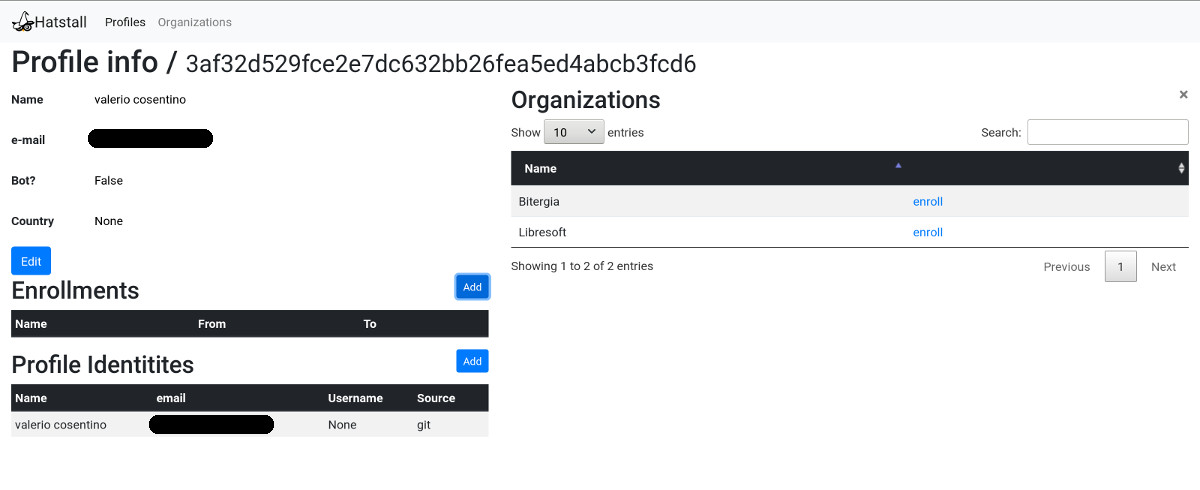 Hatstall Profiles Organizations
Profile info / 3af32d529fce2e7dc632bb26fea5ed4abcb3fcd6
Name valerio cosentino
e-mail
Bot? False
Country None
Edit
Enrollments Add
Name From To
Profile Identitites Add
Name email Username Source
valerio cosentino None git
Organizations ×
Show 10 entries Search:
Name
Bitergia enroll
Libresoft enroll
Showing 1 to 2 of 2 entries Previous 1 Next